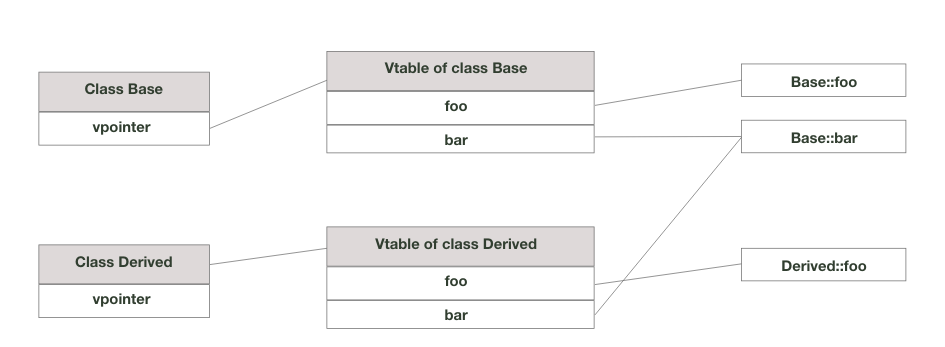 Class Base
vpointer
Vtable of class Base
foo
bar
Base::foo
Base::bar
Class Derived
vpointer
Vtable of class Derived
foo
bar
Derived::foo